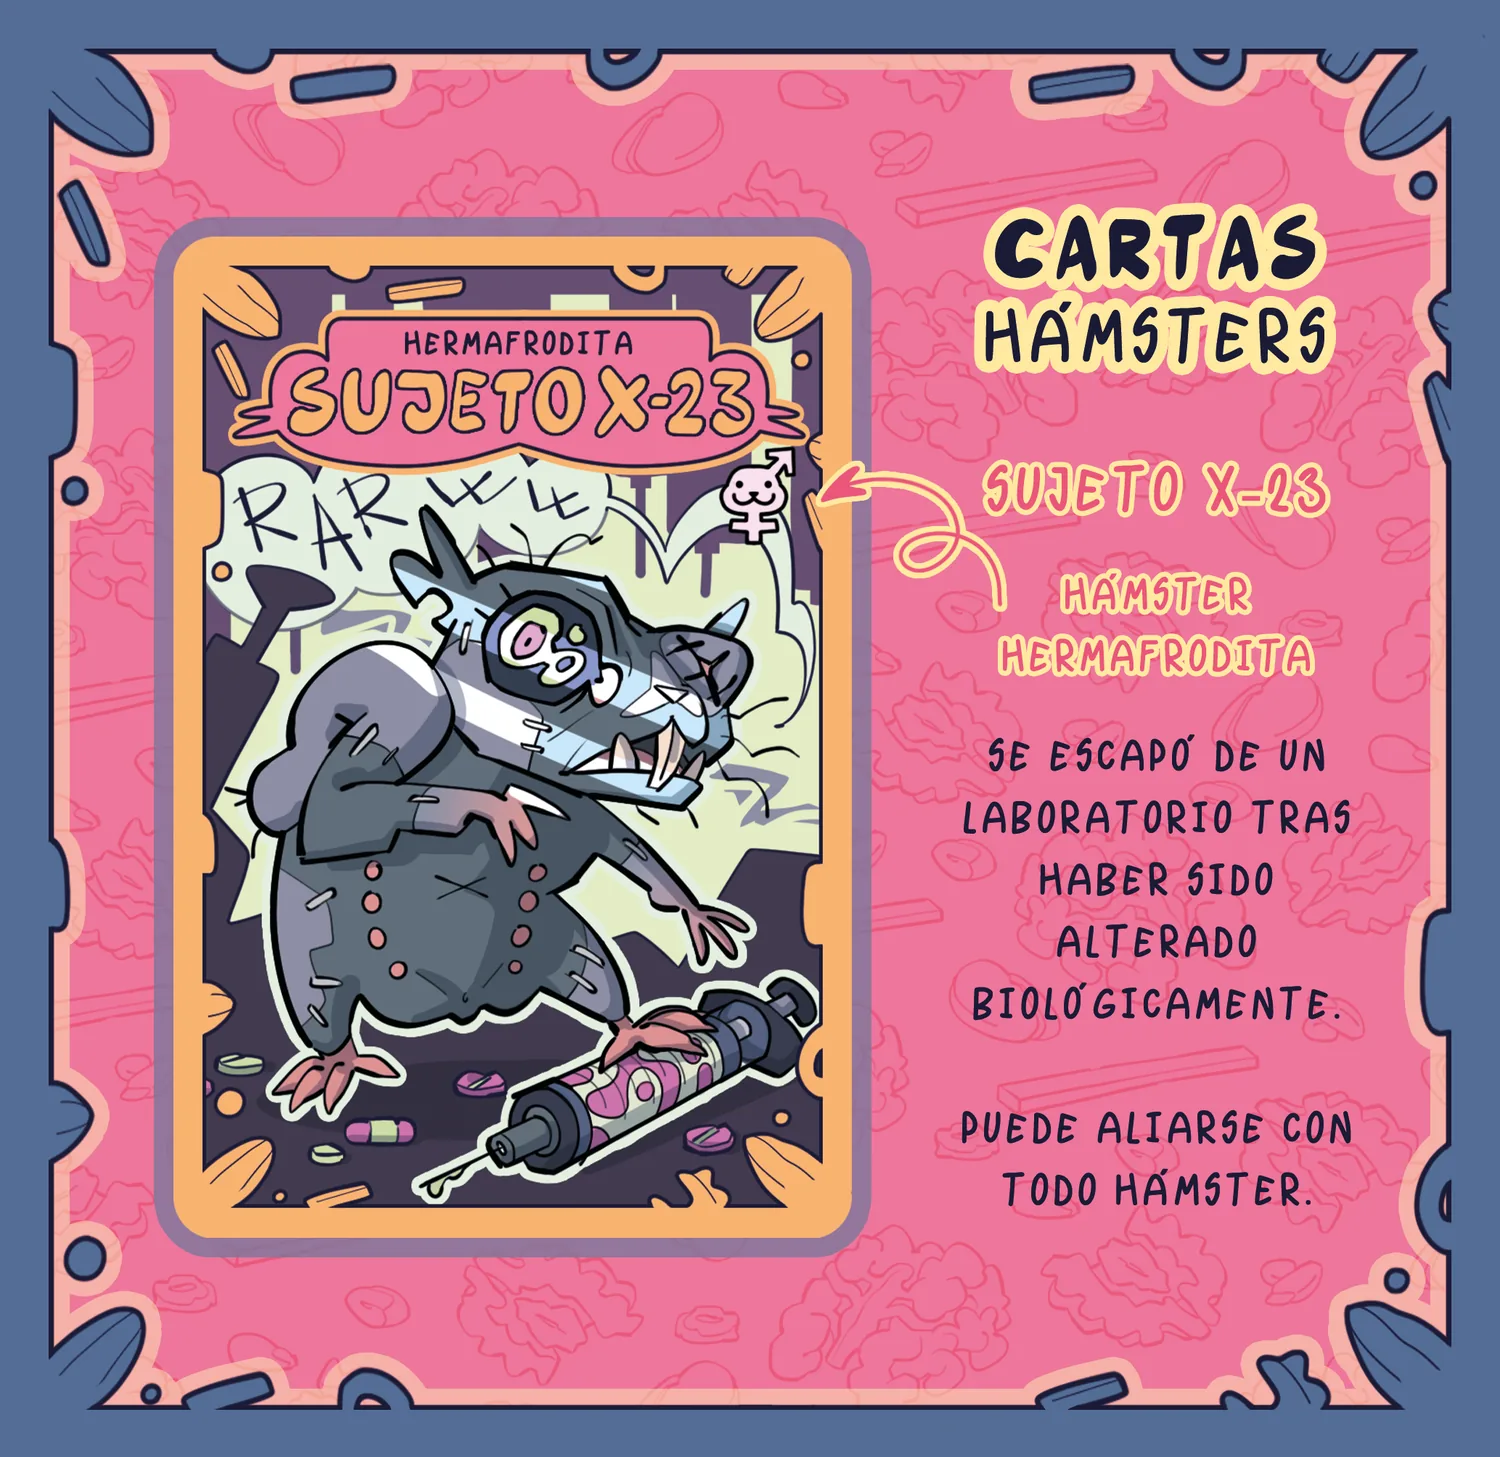 HERMAFRODITA
SUJETO X-23
RAREEEE
CARTAS
HÁMSTERS
SUJETO X-23
HÁMSTER
HERMAFRODITA
SE ESCAPÓ DE UN
LABORATORIO TRAS
HABER SIDO
ALTERADO
BIOLÓGICAMENTE.
PUEDE ALIARSE CON
TODO HÁMSTER.